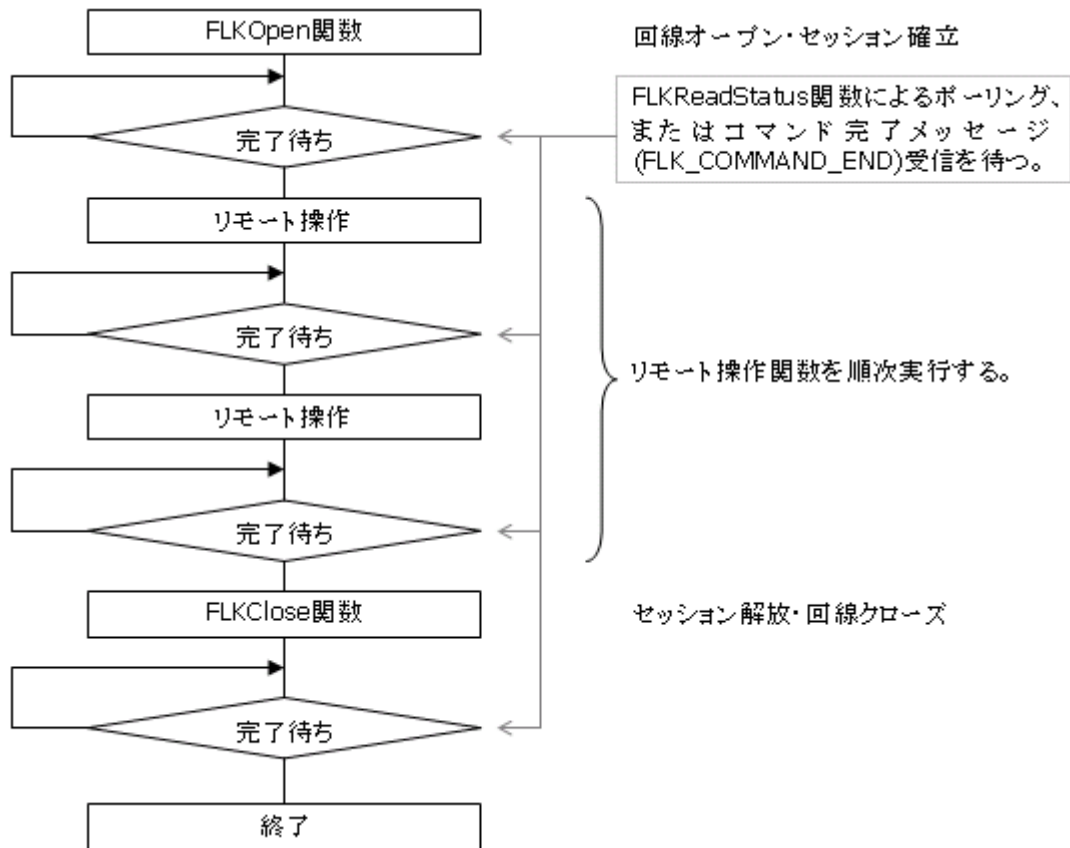 FLKOpen関数
回線オープン・セッション確立
FLKReadStatus関数によるポーリング、
またはコマンド完了メッセージ
(FLK_COMMAND_END)受信を待つ。
完了待ち
リモート操作
完了待ち
リモート操作関数を順次実行する。
リモート操作
完了待ち
FLKClose関数
セッション解放・回線クローズ
完了待ち
終了